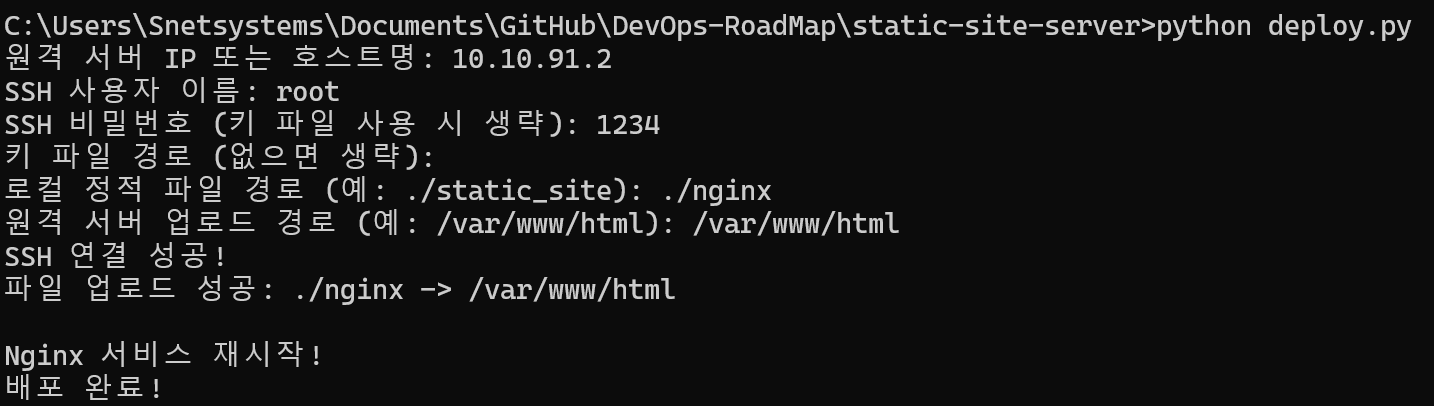 C:\Users\Snetsystems\Documents\GitHub\DevOps-RoadMap\static-site-server>python deploy.py
원격 서버 IP 또는 호스트명: 10.10.91.2
SSH 사용자 이름: root
SSH 비밀번호 (키 파일 사용 시 생략): 1234
키 파일 경로 (없으면 생략):
로컬 정적 파일 경로 (예: ./static_site): ./nginx
원격 서버 업로드 경로 (예: /var/www/html): /var/www/html
SSH 연결 성공!
파일 업로드 성공: ./nginx -> /var/www/html
Nginx 서비스 재시작!
배포 완료!